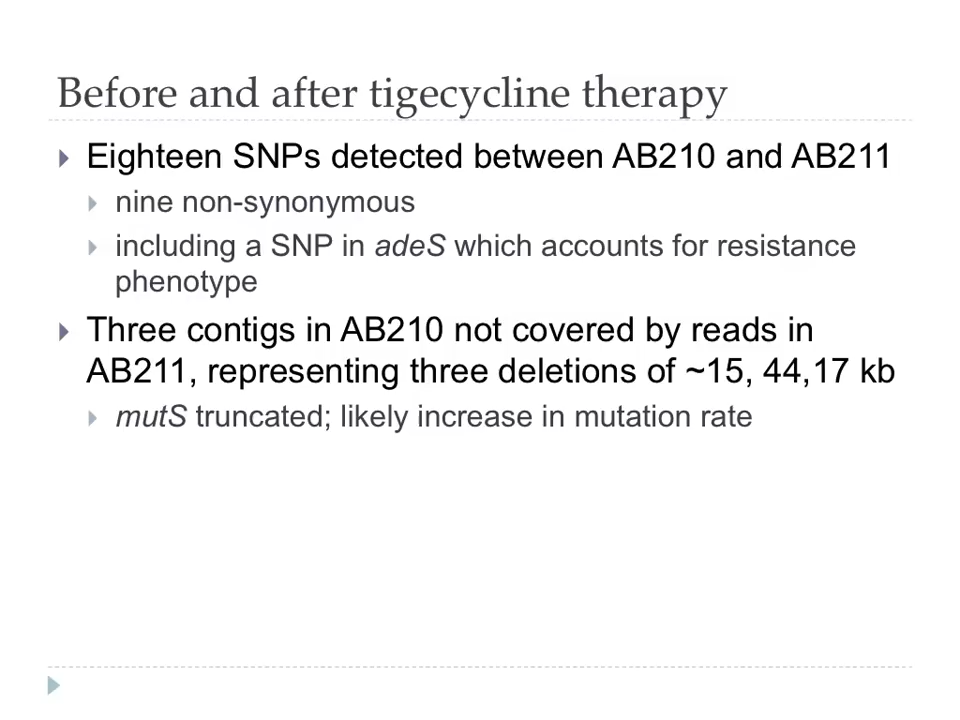 Before and after tigecycline therapy
Eighteen SNPs detected between AB210 and AB211
nine non-synonymous
including a SNP in adeS which accounts for resistance
phenotype
Three contigs in AB210 not covered by reads in
AB211, representing three deletions of ~15, 44,17 kb
mutS truncated; likely increase in mutation rate